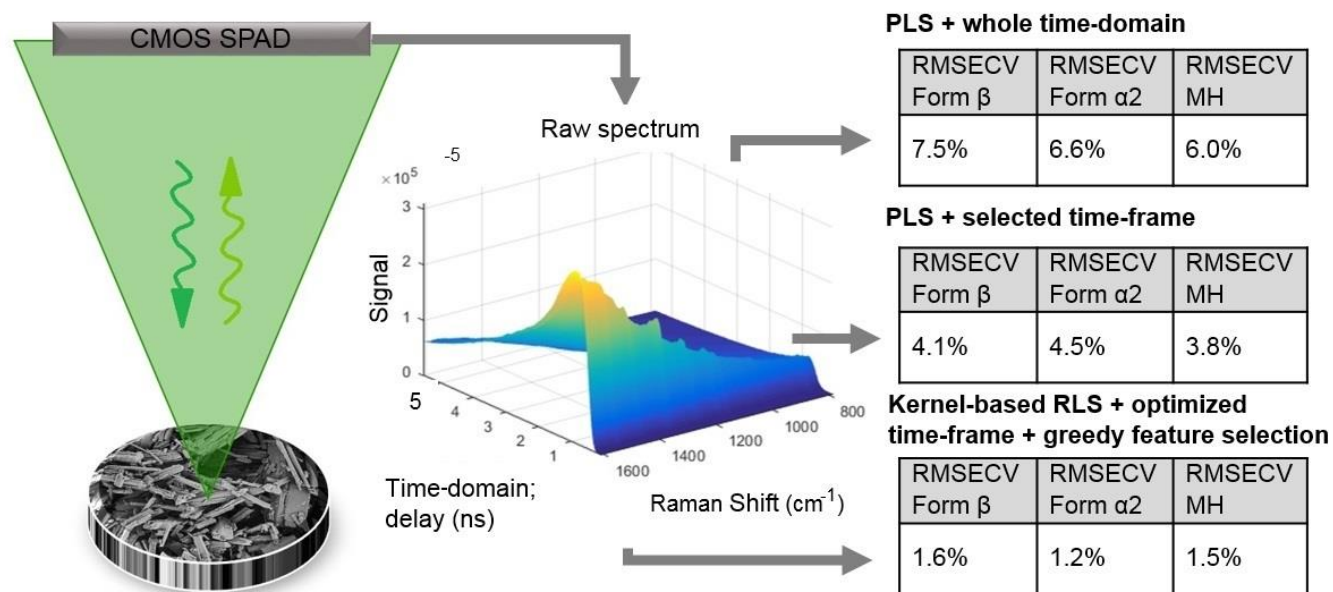 CMOS SPAD
Raw spectrum
-5
×10⁵
3
2
1
0
Signal
5
4
3
2
1
1600
1400
1200
1000
800
Time-domain;
delay (ns)
Raman Shift (cm⁻¹)
PLS + whole time-domain
RMSECV RMSECV RMSECV
Form β Form α2 MH
7.5% 6.6% 6.0%
PLS + selected time-frame
RMSECV RMSECV RMSECV
Form β Form α2 MH
4.1% 4.5% 3.8%
Kernel-based RLS + optimized
time-frame + greedy feature selection
RMSECV RMSECV RMSECV
Form β Form α2 MH
1.6% 1.2% 1.5%